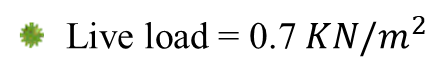 Live load = 0.7 KN/m²